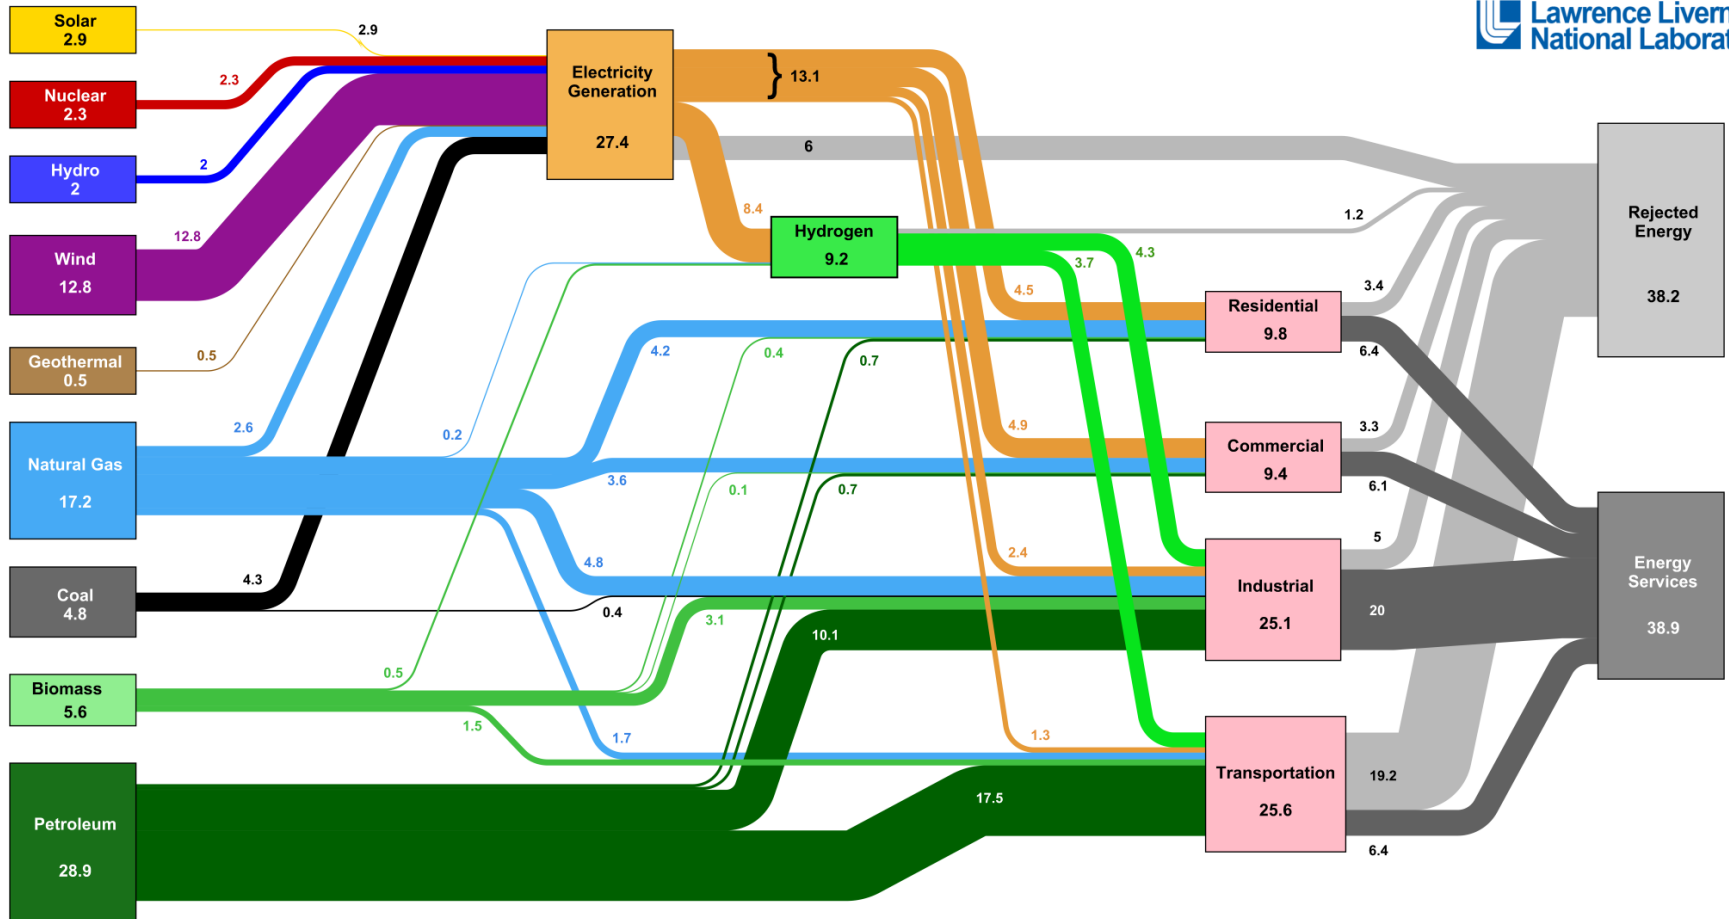 Solar
2.9
2.9
Lawrence Livern
National Laborat
Electricity
Generation
27.4
} 13.1
Nuclear
2.3
2.3
6
Hydro
2
2
8.4
Hydrogen
9.2
1.2
Rejected
Energy
38.2
Wind
12.8
12.8
3.7
4.3
4.5
Residential
9.8
3.4
6.4
Geothermal
0.5
0.5
4.2
0.4
0.7
Natural Gas
17.2
2.6
0.2
3.6
0.1
0.7
4.9
Commercial
9.4
3.3
6.1
Coal
4.8
4.3
4.8
0.4
2.4
Industrial
25.1
5
20
Energy
Services
38.9
Biomass
5.6
0.5
3.1
10.1
1.5
1.7
1.3
Petroleum
28.9
17.5
Transportation
25.6
19.2
6.4